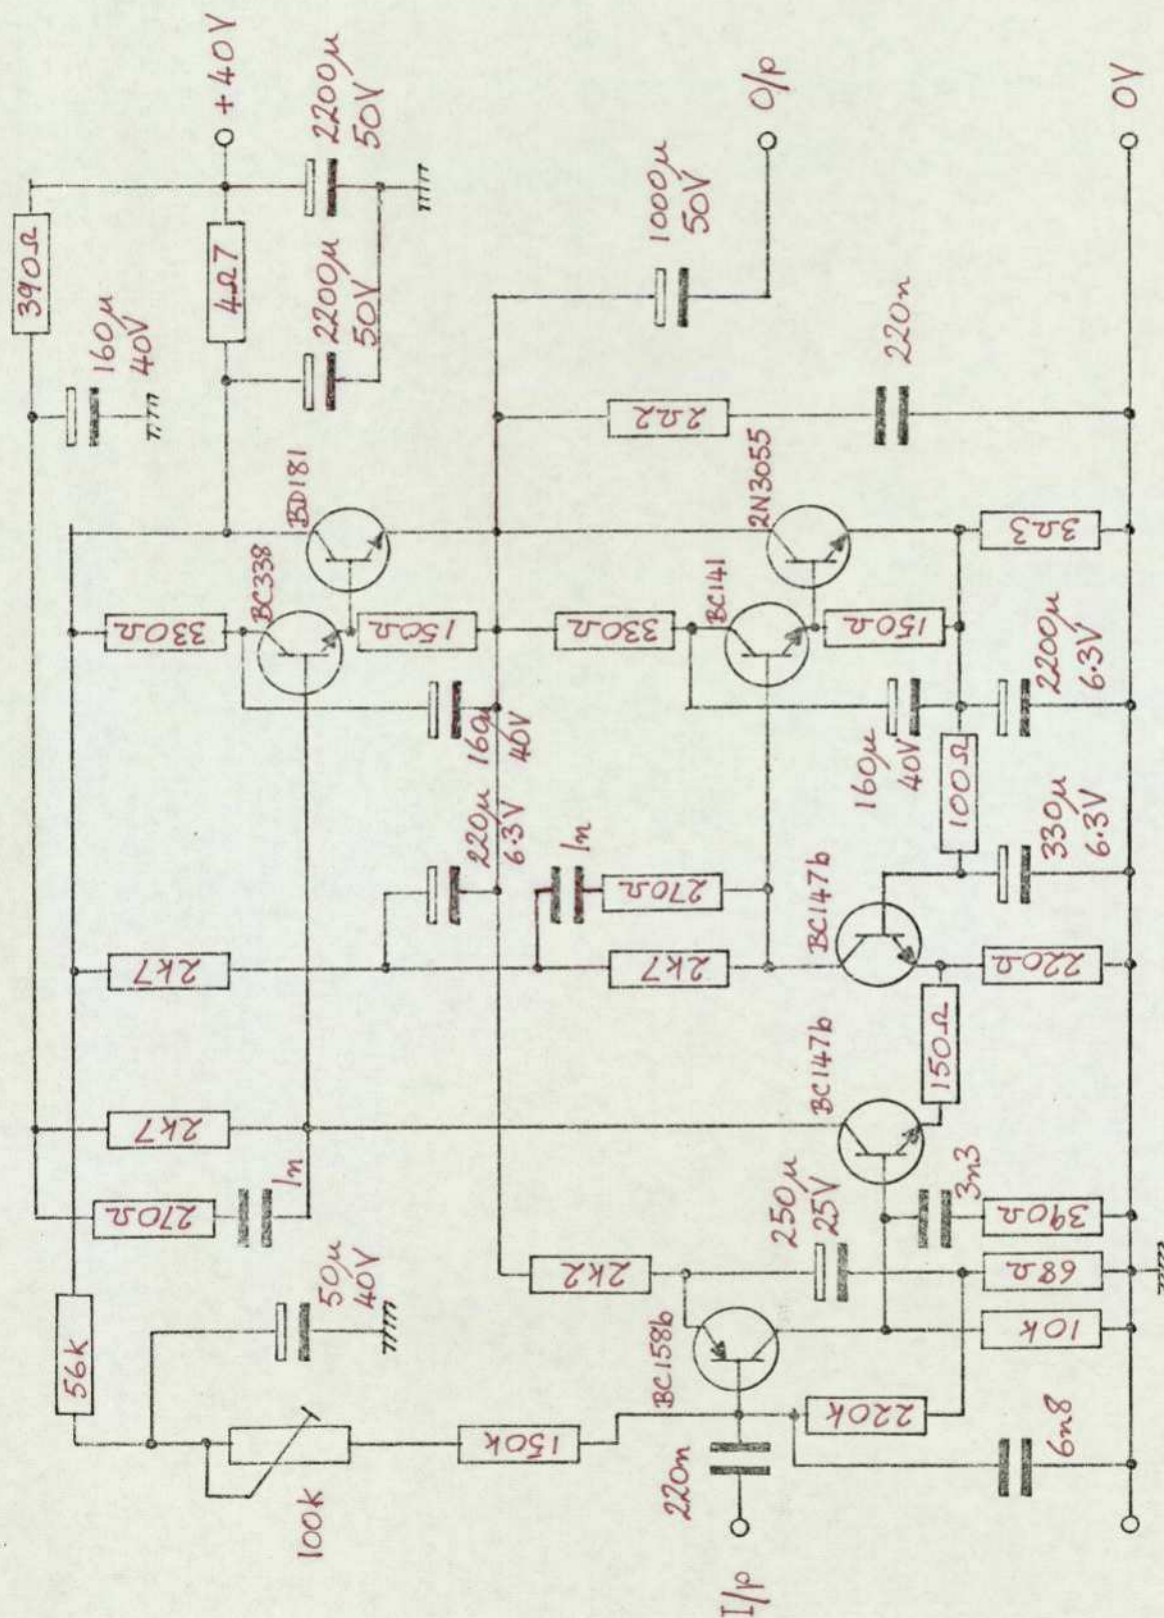 390Ω
160µ
40V
+40V
4Ω7
2200µ
50V
2200µ
50V
1000µ
50V
O/p
0V
2Ω2
220n
BD181
BC338
330Ω
150Ω
160µ
40V
330Ω
BC141
2N3055
150Ω
3Ω3
160µ
40V
2200µ
6.3V
100Ω
330µ
6.3V
220µ
6.3V
1n
270Ω
2k7
2k7
BC147b
220Ω
150Ω
BC147b
2k7
270Ω
1n
3n3
390Ω
250µ
25V
68Ω
2k2
BC158b
10k
56k
50µ
40V
100k
150k
220k
6n8
220n
I/p